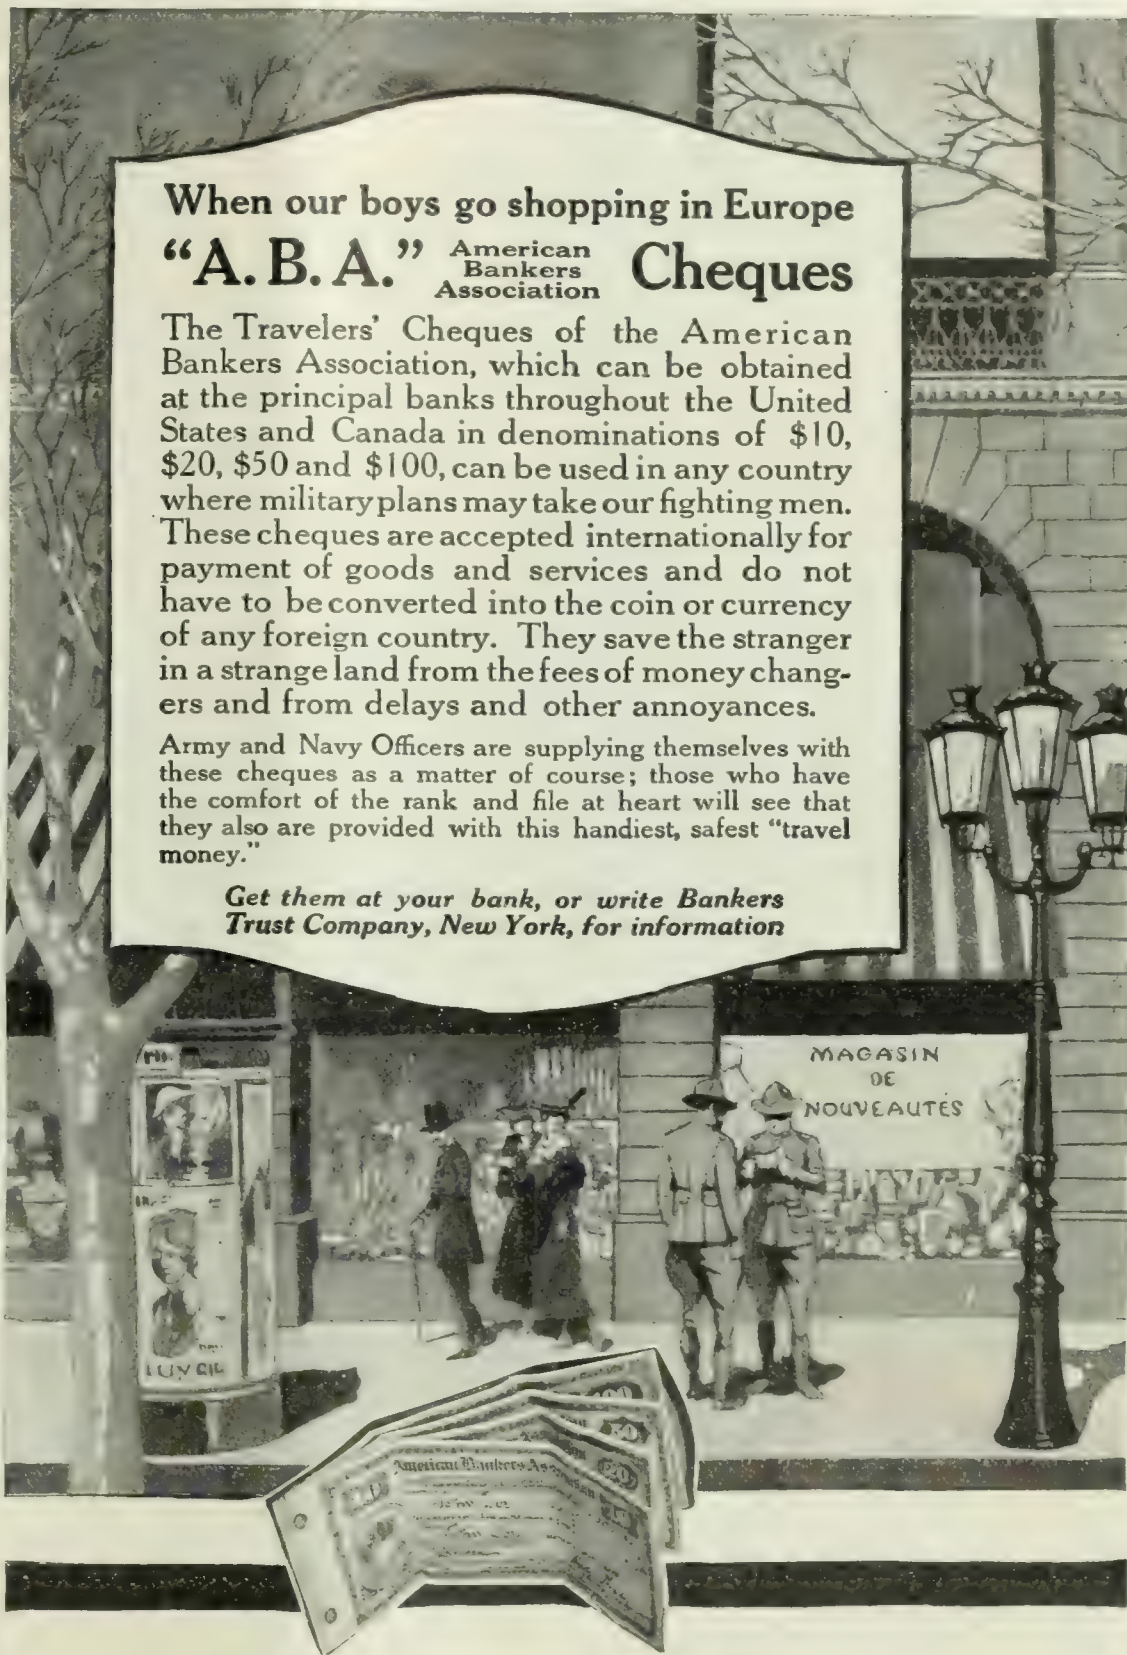 When our boys go shopping in Europe
“A. B. A.” American Bankers Association Cheques
The Travelers’ Cheques of the American
Bankers Association, which can be obtained
at the principal banks throughout the United
States and Canada in denominations of $10,
$20, $50 and $100, can be used in any country
where military plans may take our fighting men.
These cheques are accepted internationally for
payment of goods and services and do not
have to be converted into the coin or currency
of any foreign country. They save the stranger
in a strange land from the fees of money chang-
ers and from delays and other annoyances.
Army and Navy Officers are supplying themselves with
these cheques as a matter of course; those who have
the comfort of the rank and file at heart will see that
they also are provided with this handiest, safest “travel
money.”
Get them at your bank, or write Bankers
Trust Company, New York, for information
MAGASIN
DE
NOUVEAUTÉS
American Bankers